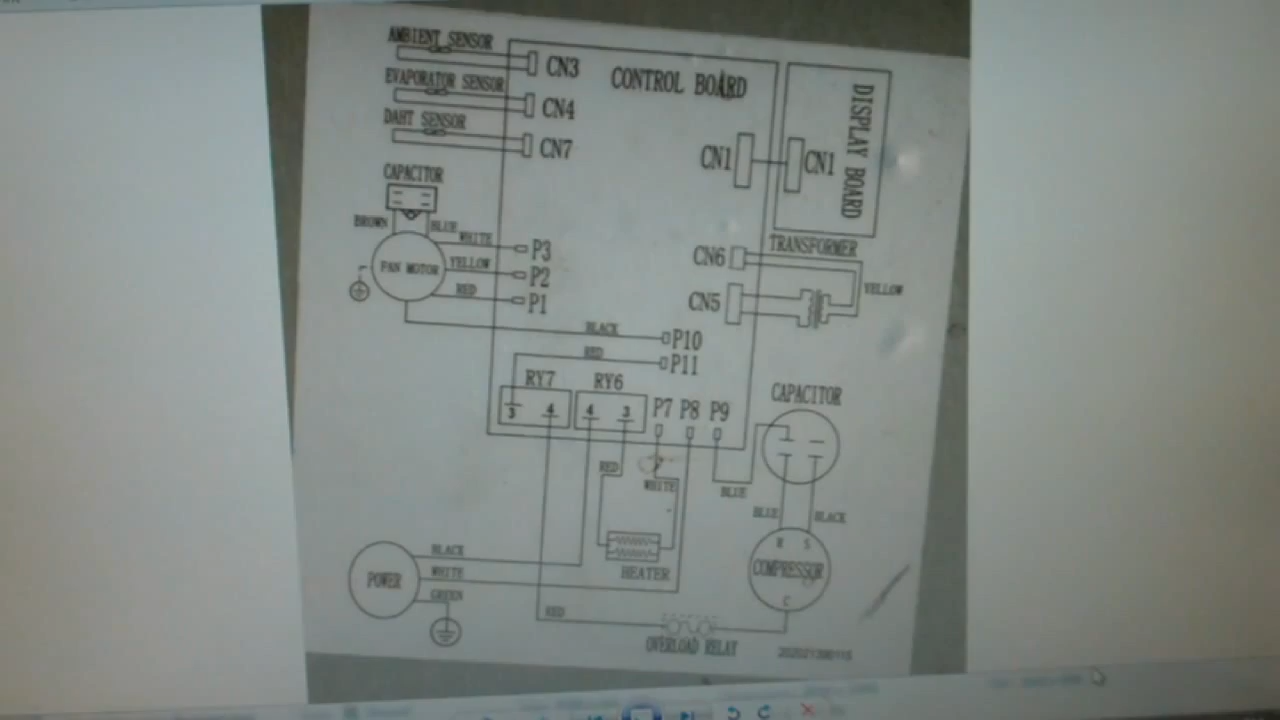 AMBIENT SENSOR
CN3
EVAPORATOR SENSOR
CN4
DAHT SENSOR
CN7
CONTROL BOARD
CN1
CN1
DISPLAY BOARD
CAPACITOR
BROWN
BLUE
WHITE
P3
FAN MOTOR
YELLOW
P2
RED
P1
TRANSFORMER
CN6
CN5
YELLOW
BLACK
P10
RED
P11
RY7
RY6
3
4
4
3
P7
P8
P9
CAPACITOR
RED
WHITE
BLUE
BLUE
BLACK
HEATER
S
COMPRESSOR
C
POWER
BLACK
WHITE
GREEN
RED
OVERLOAD RELAY